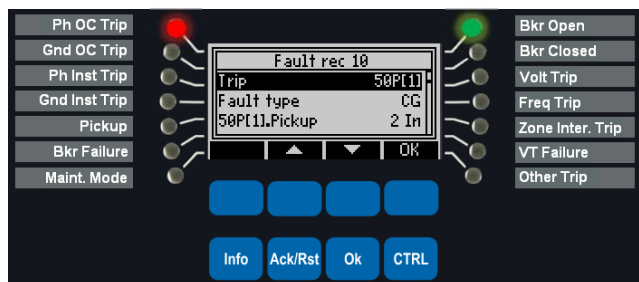 Ph OC Trip
Gnd OC Trip
Ph Inst Trip
Gnd Inst Trip
Pickup
Bkr Failure
Maint. Mode
Fault rec 10
Trip 50P[1]
Fault type CG
50P[1].Pickup 2 In
OK
Bkr Open
Bkr Closed
Volt Trip
Freq Trip
Zone Inter. Trip
VT Failure
Other Trip
Info Ack/Rst Ok CTRL